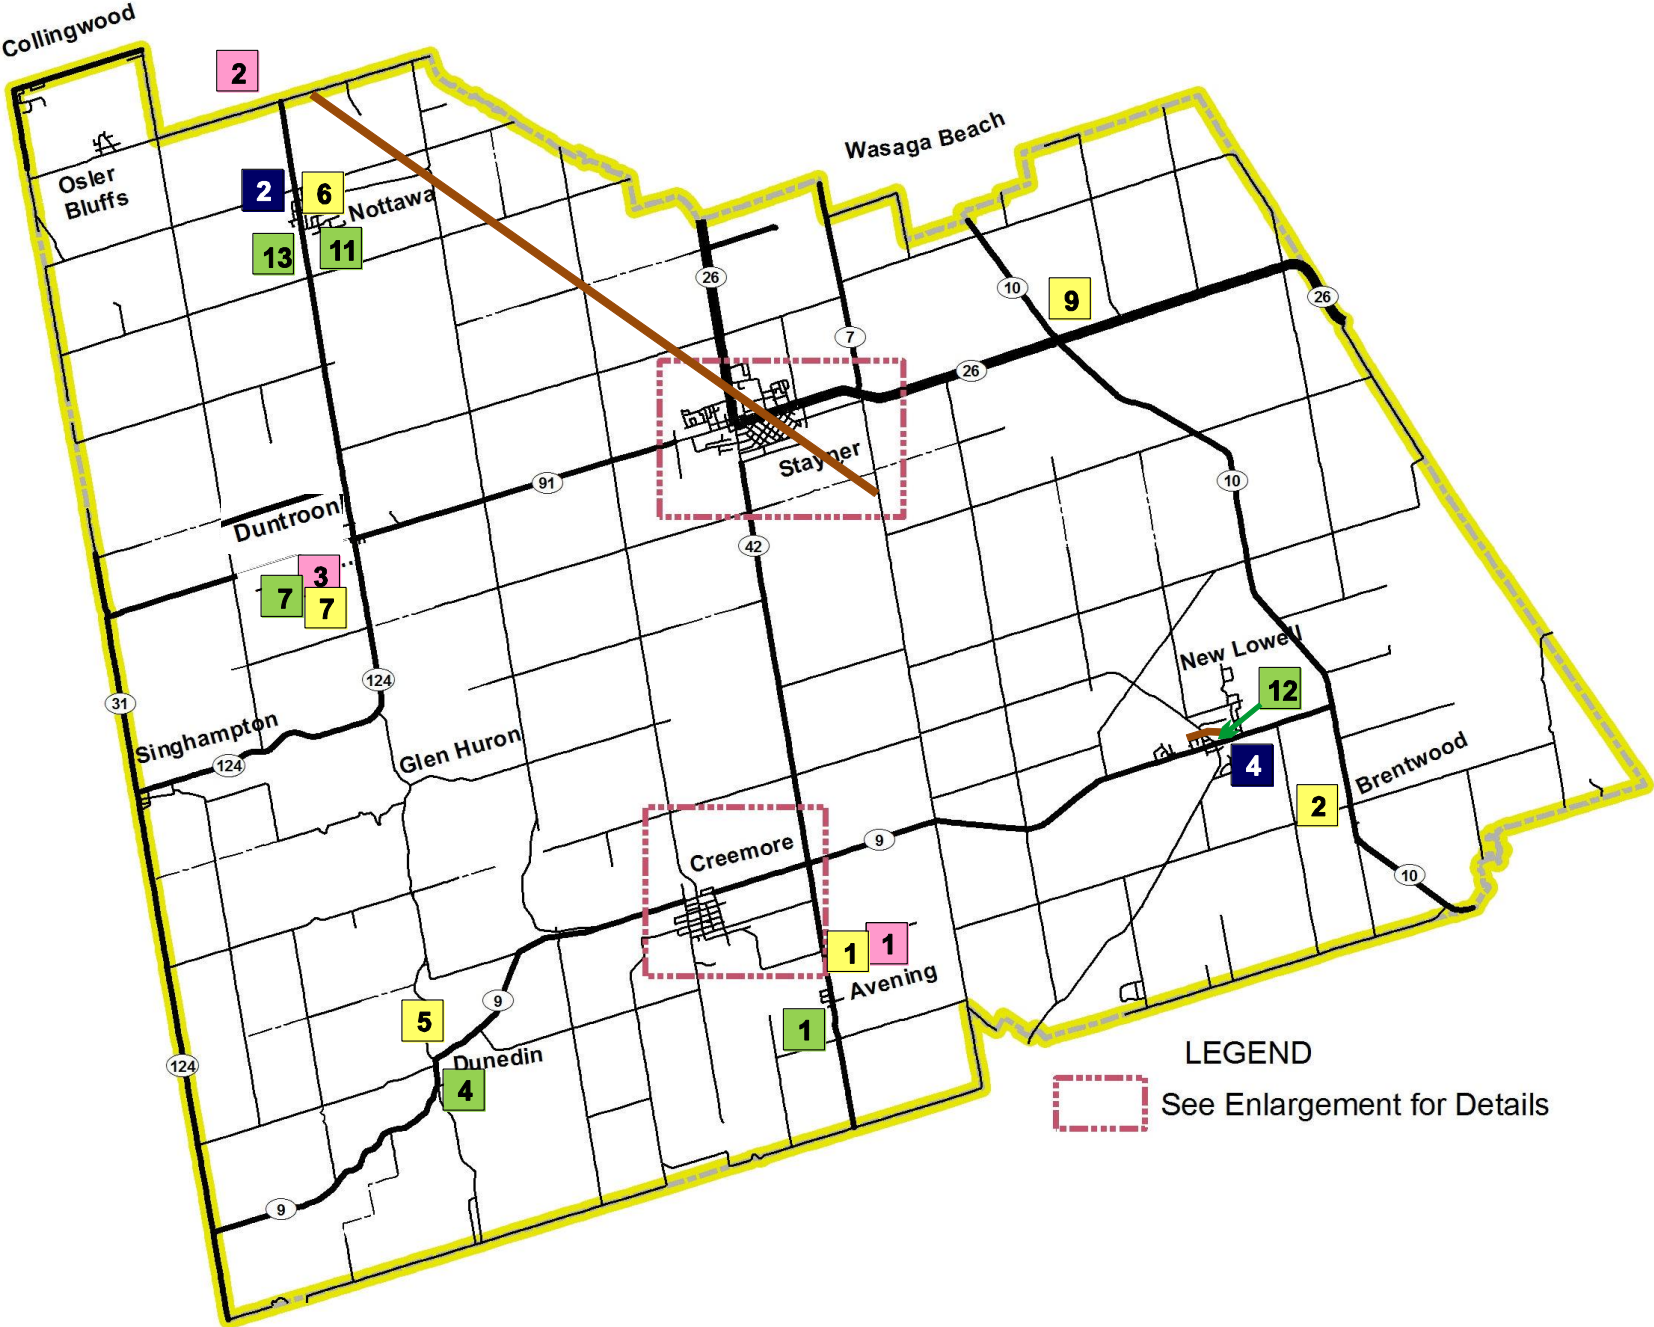 Collingwood
2
Wasaga Beach
Osler
Bluffs
2
6
Nottawa
13
11
26
10
9
26
7
26
Stayner
91
10
Duntroon
42
3
7
7
New Lowell
124
12
31
Singhampton
124
Glen Huron
4
Brentwood
2
Creemore
9
10
1
1
Avening
9
5
1
Dunedin
4
124
9
LEGEND
See Enlargement for Details